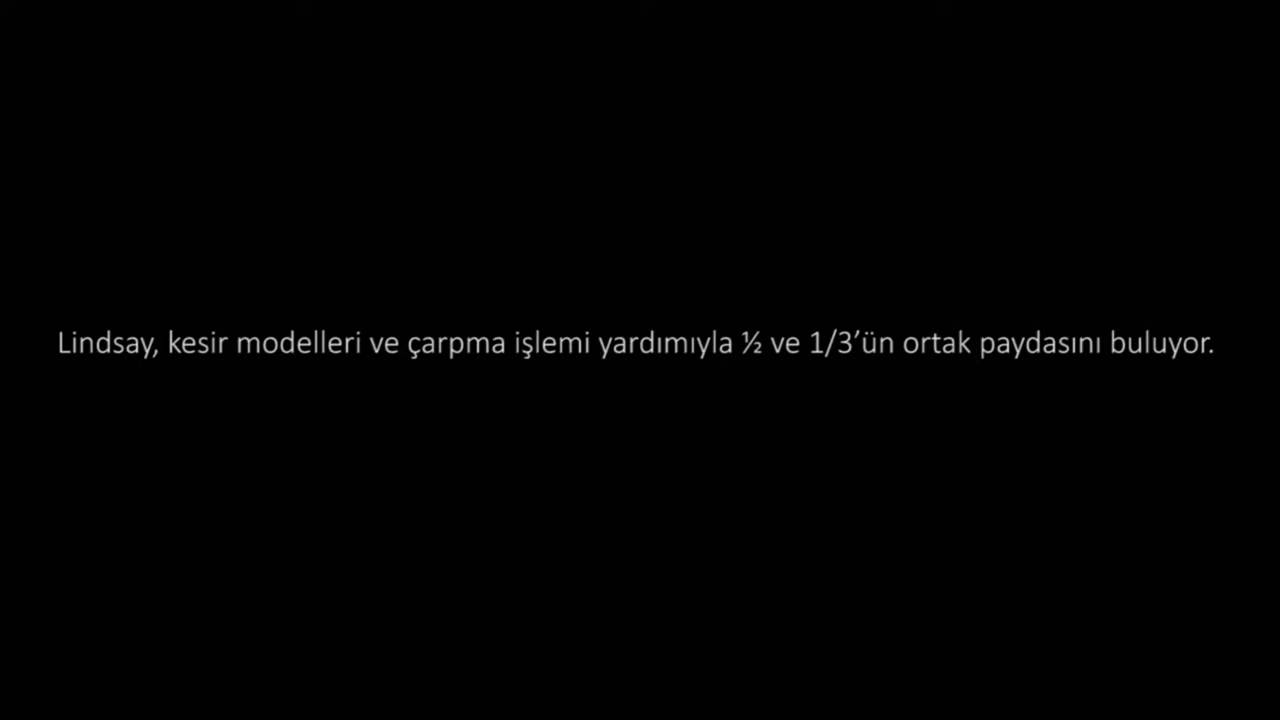 Lindsay, kesir modelleri ve çarpma işlemi yardımıyla ½ ve 1/3’ün ortak paydasını buluyor.